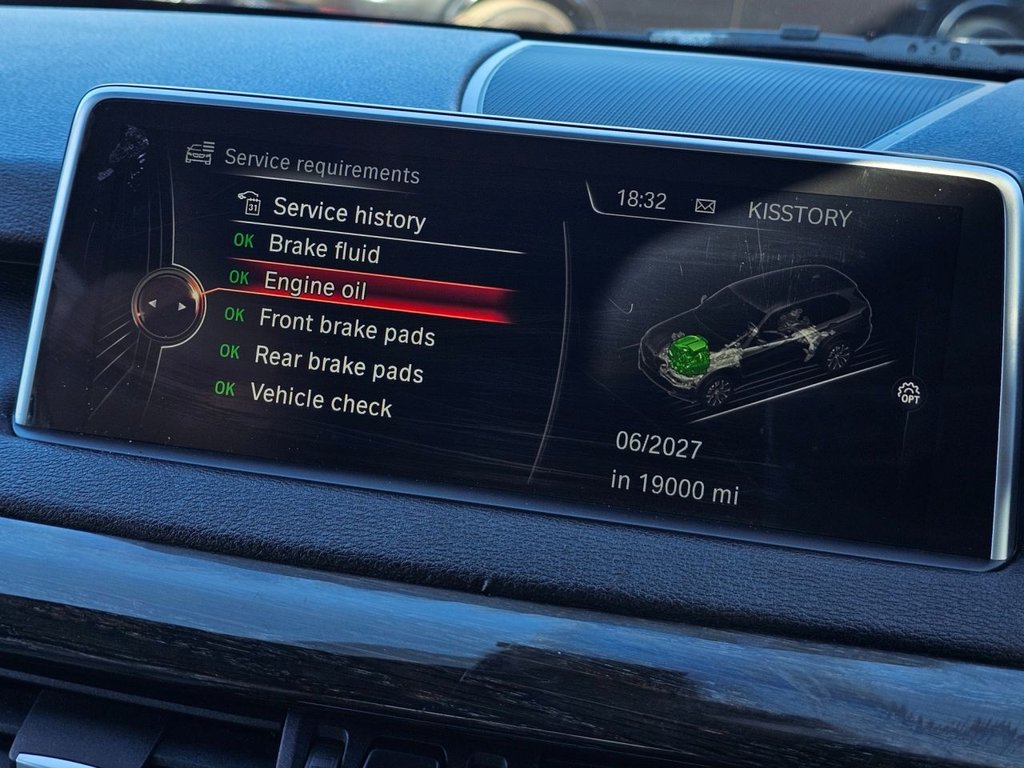 Service requirements
31 Service history
OK Brake fluid
OK Engine oil
OK Front brake pads
OK Rear brake pads
OK Vehicle check
18:32 KISSTORY
OPT
06/2027
in 19000 mi